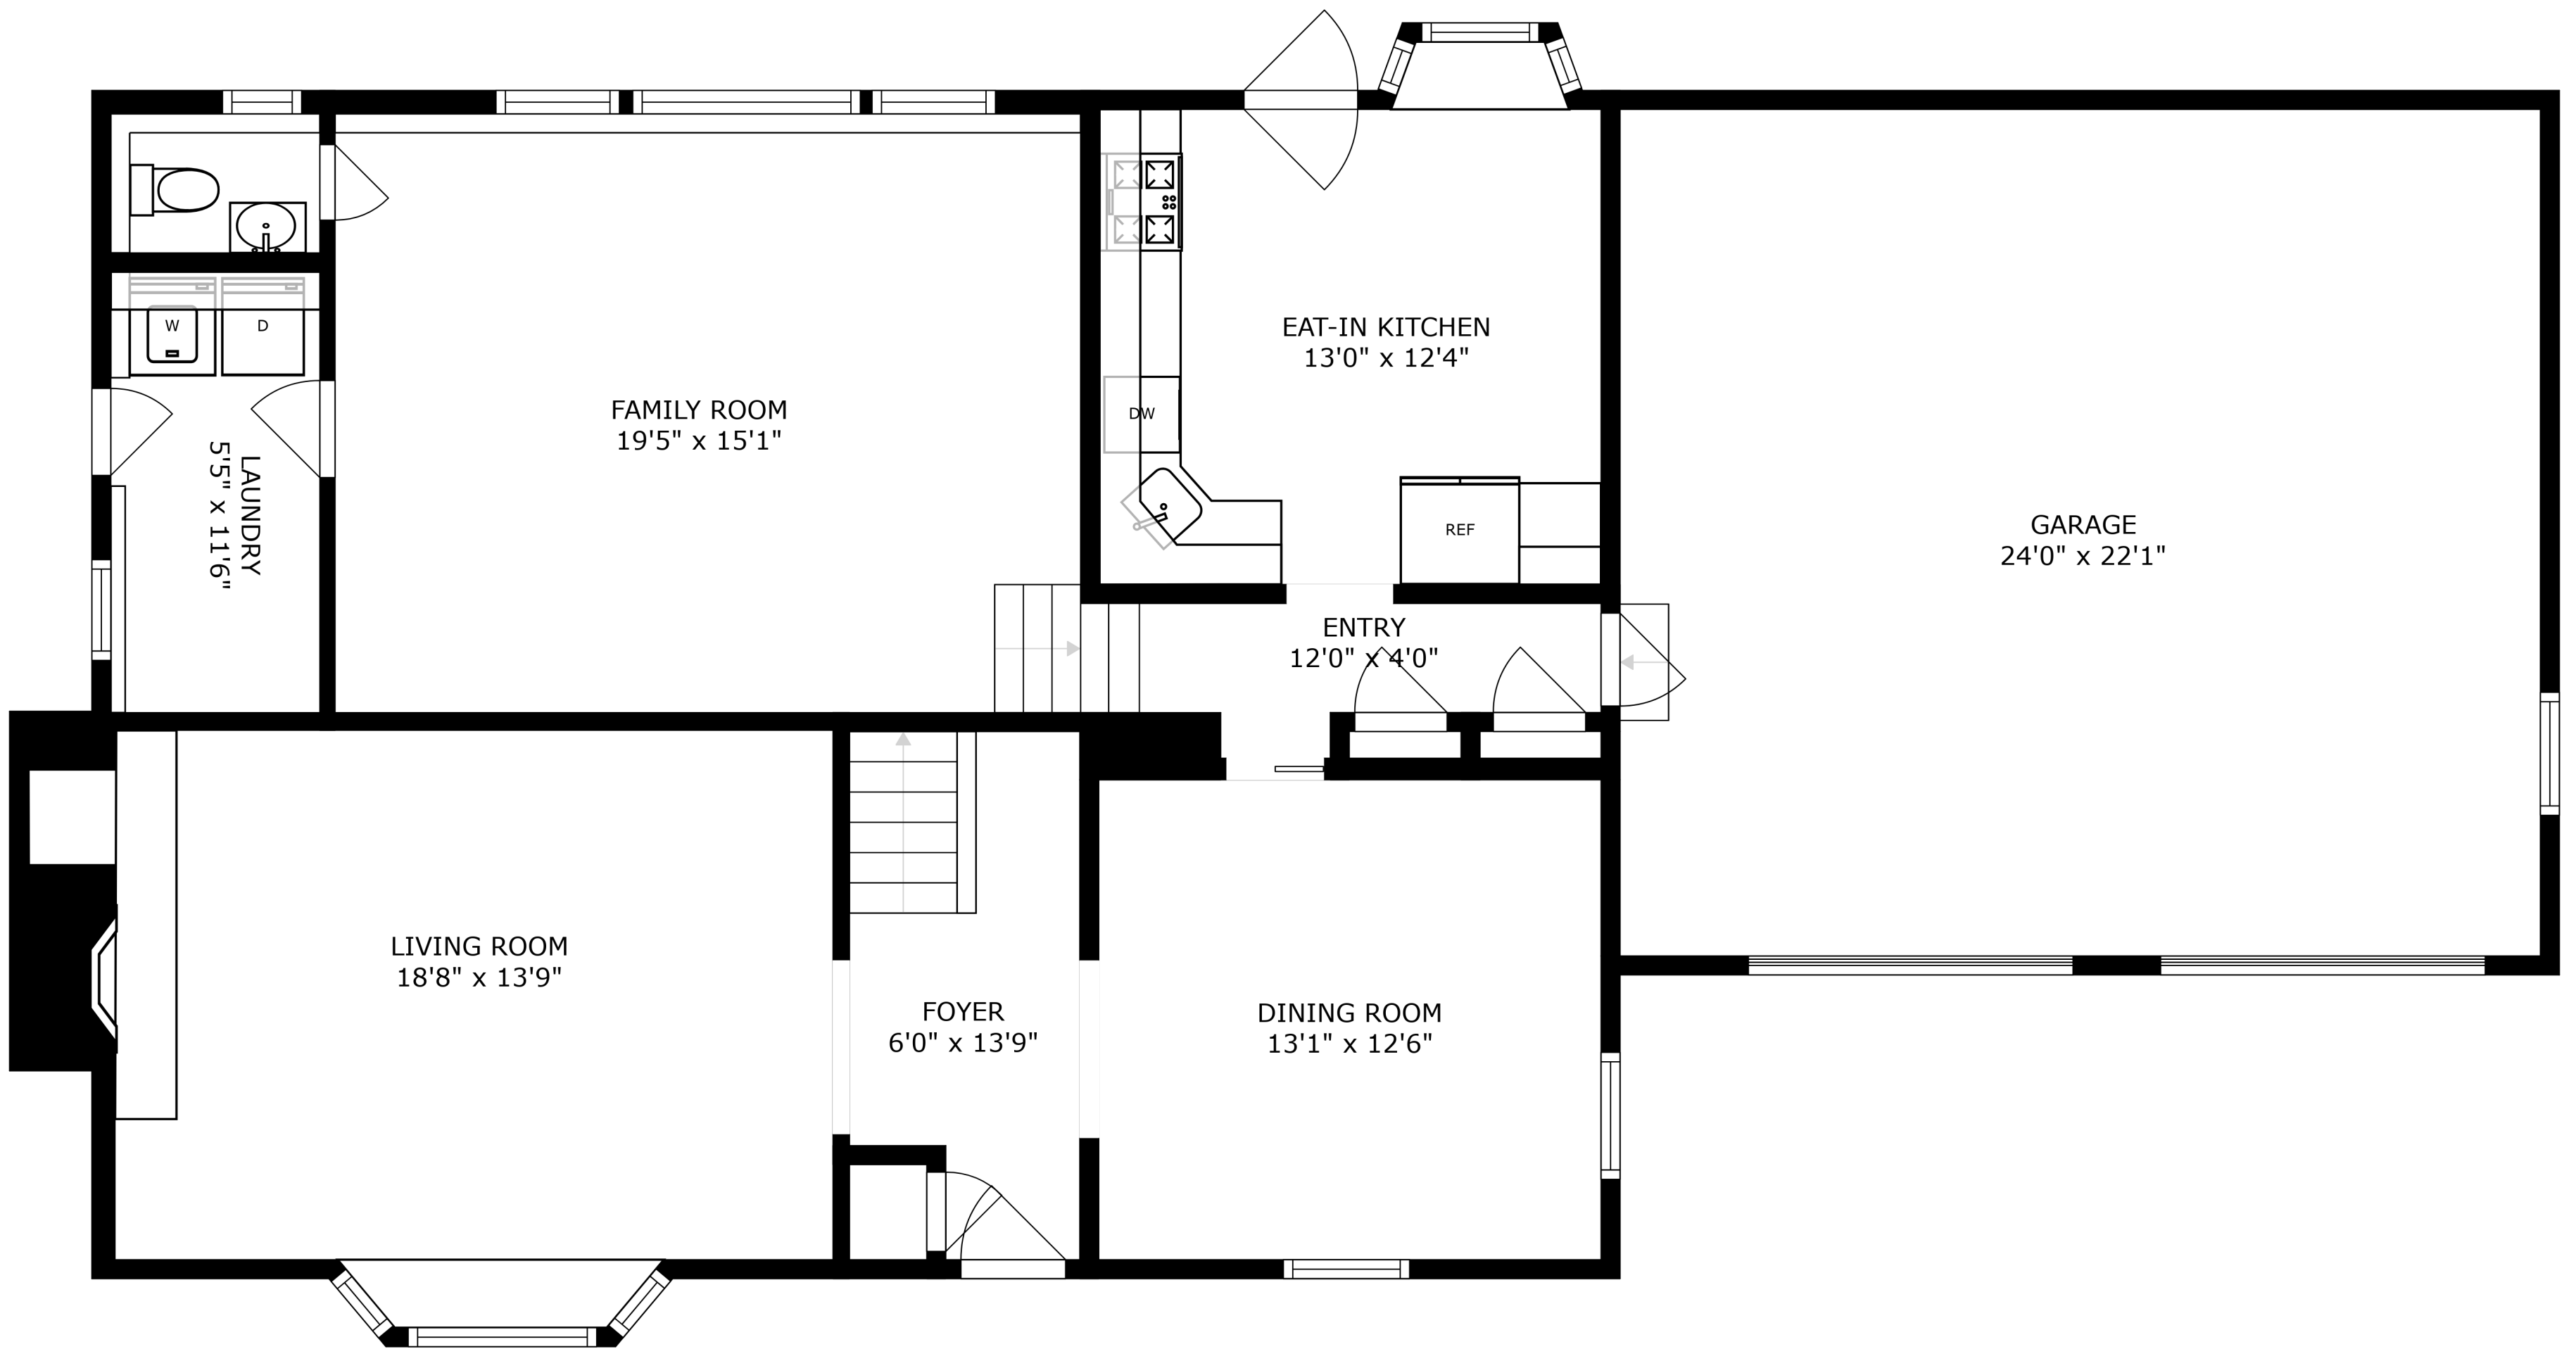 W
D
LAUNDRY
5'5" x 11'6"
FAMILY ROOM
19'5" x 15'1"
EAT-IN KITCHEN
13'0" x 12'4"
DW
REF
GARAGE
24'0" x 22'1"
ENTRY
12'0" x 4'0"
LIVING ROOM
18'8" x 13'9"
FOYER
6'0" x 13'9"
DINING ROOM
13'1" x 12'6"